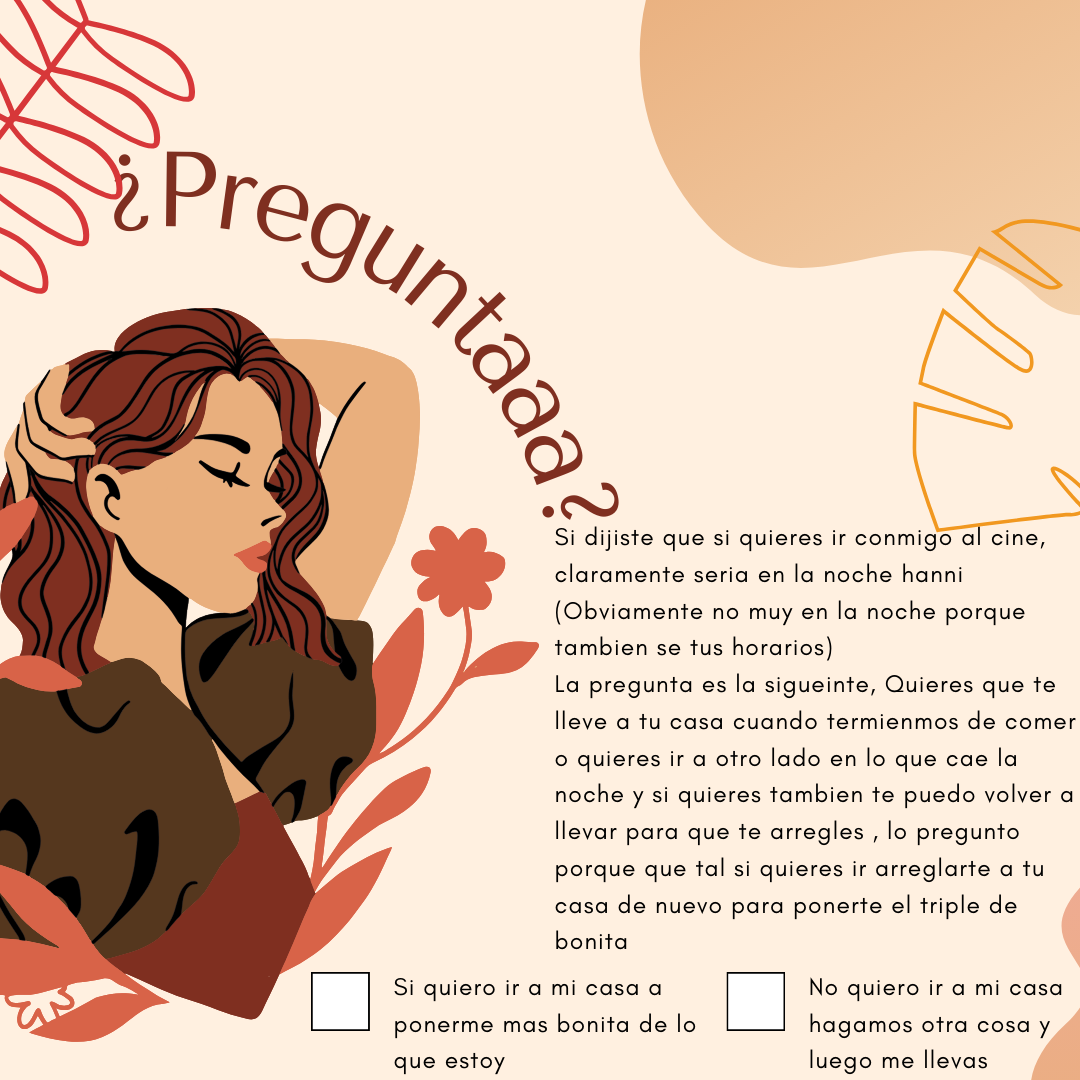 ¿Preguntaaa?
Si dijiste que si quieres ir conmigo al cine,
claramente seria en la noche hanni
(Obviamente no muy en la noche porque
tambien se tus horarios)
La pregunta es la sigueinte, Quieres que te
lleve a tu casa cuando termienmos de comer
o quieres ir a otro lado en lo que cae la
noche y si quieres tambien te puedo volver a
llevar para que te arregles , lo pregunto
porque que tal si quieres ir arreglarte a tu
casa de nuevo para ponerte el triple de
bonita
Si quiero ir a mi casa a
ponerme mas bonita de lo
que estoy
No quiero ir a mi casa
hagamos otra cosa y
luego me llevas